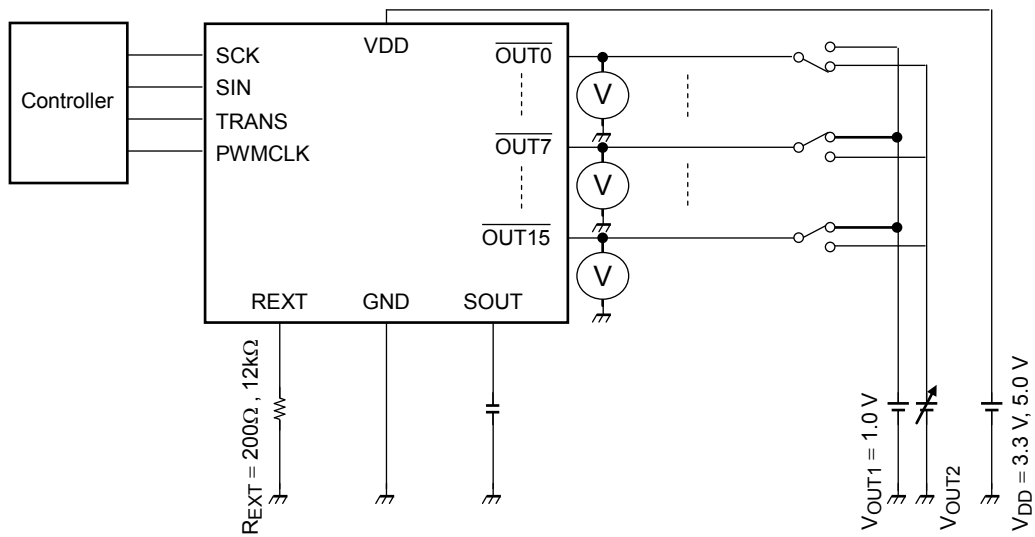 Controller
SCK
SIN
TRANS
PWMCLK
VDD
OUT0
OUT7
OUT15
V
V
V
REXT
GND
SOUT
REXT = 200Ω , 12kΩ
VOUT1 = 1.0 V
VOUT2
VDD = 3.3 V, 5.0 V